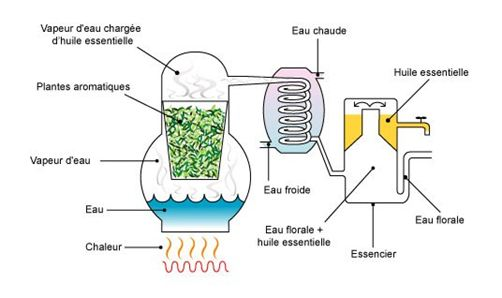 Vapeur d'eau chargée
d'huile essentielle
Eau chaude
Huile essentielle
Plantes aromatiques
Vapeur d'eau
Eau froide
Eau
Eau florale
Eau florale +
huile essentielle
Chaleur
Essencier